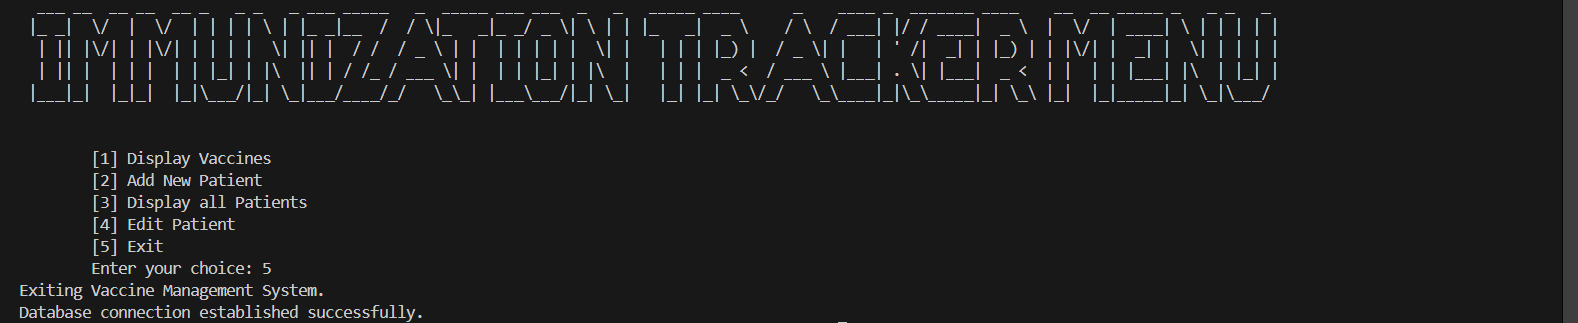 IMMUNIZATION TRACKER MENU
[1] Display Vaccines
[2] Add New Patient
[3] Display all Patients
[4] Edit Patient
[5] Exit
Enter your choice: 5
Exiting Vaccine Management System.
Database connection established successfully.